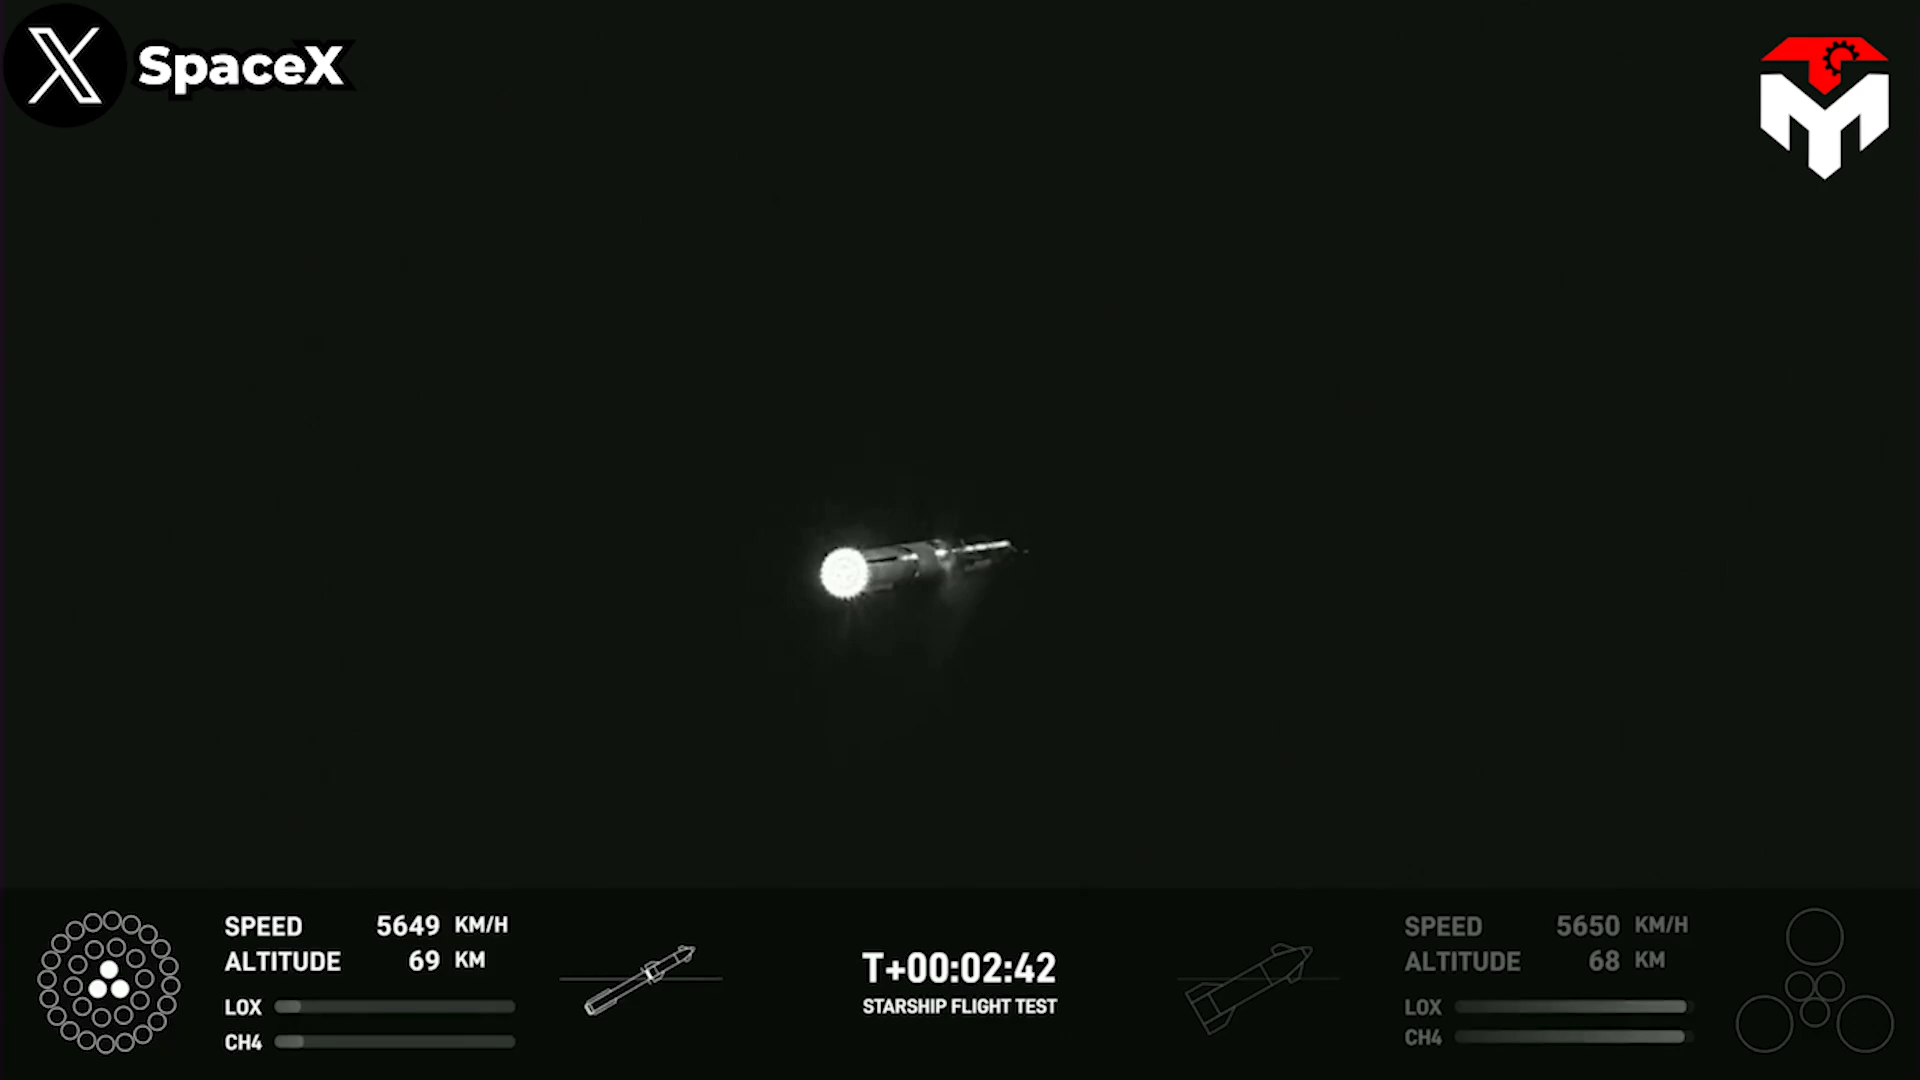 SpaceX
SPEED 5649 KM/H
ALTITUDE 69 KM
LOX
CH4
T+00:02:42
STARSHIP FLIGHT TEST
SPEED 5650 KM/H
ALTITUDE 68 KM
LOX
CH4